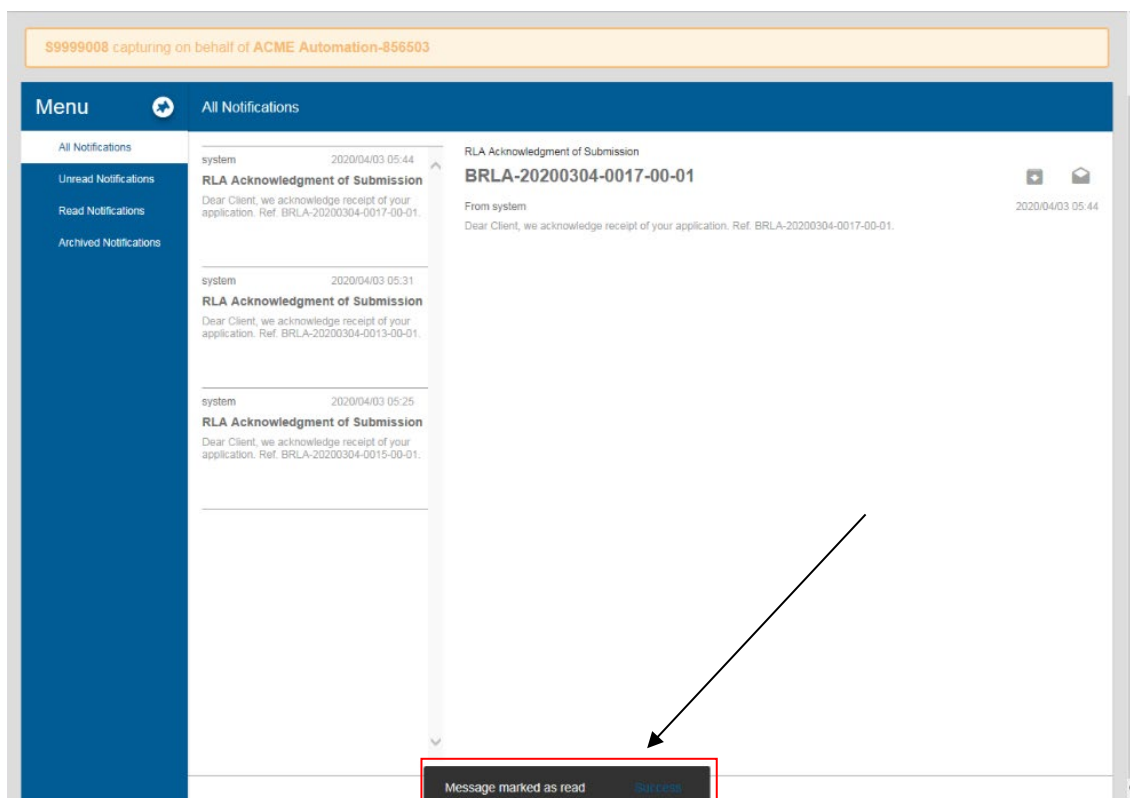 S9999008 capturing on behalf of ACME Automation-856503
Menu
All Notifications
All Notifications
Unread Notifications
Read Notifications
Archived Notifications
system 2020/04/03 05:44
RLA Acknowledgment of Submission
Dear Client, we acknowledge receipt of your
application. Ref. BRLA-20200304-0017-00-01.
system 2020/04/03 05:31
RLA Acknowledgment of Submission
Dear Client, we acknowledge receipt of your
application. Ref. BRLA-20200304-0013-00-01.
system 2020/04/03 05:25
RLA Acknowledgment of Submission
Dear Client, we acknowledge receipt of your
application. Ref. BRLA-20200304-0015-00-01.
RLA Acknowledgment of Submission
BRLA-20200304-0017-00-01
From system 2020/04/03 05:44
Dear Client, we acknowledge receipt of your application. Ref. BRLA-20200304-0017-00-01.
Message marked as read Success